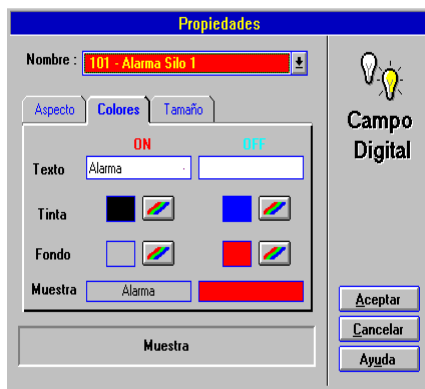 Propiedades
Nombre : 101 - Alarma Silo 1
Aspecto Colores Tamaño
ON OFF
Texto Alarma
Tinta
Fondo
Muestra Alarma
Muestra
Campo
Digital
Aceptar
Cancelar
Ayuda